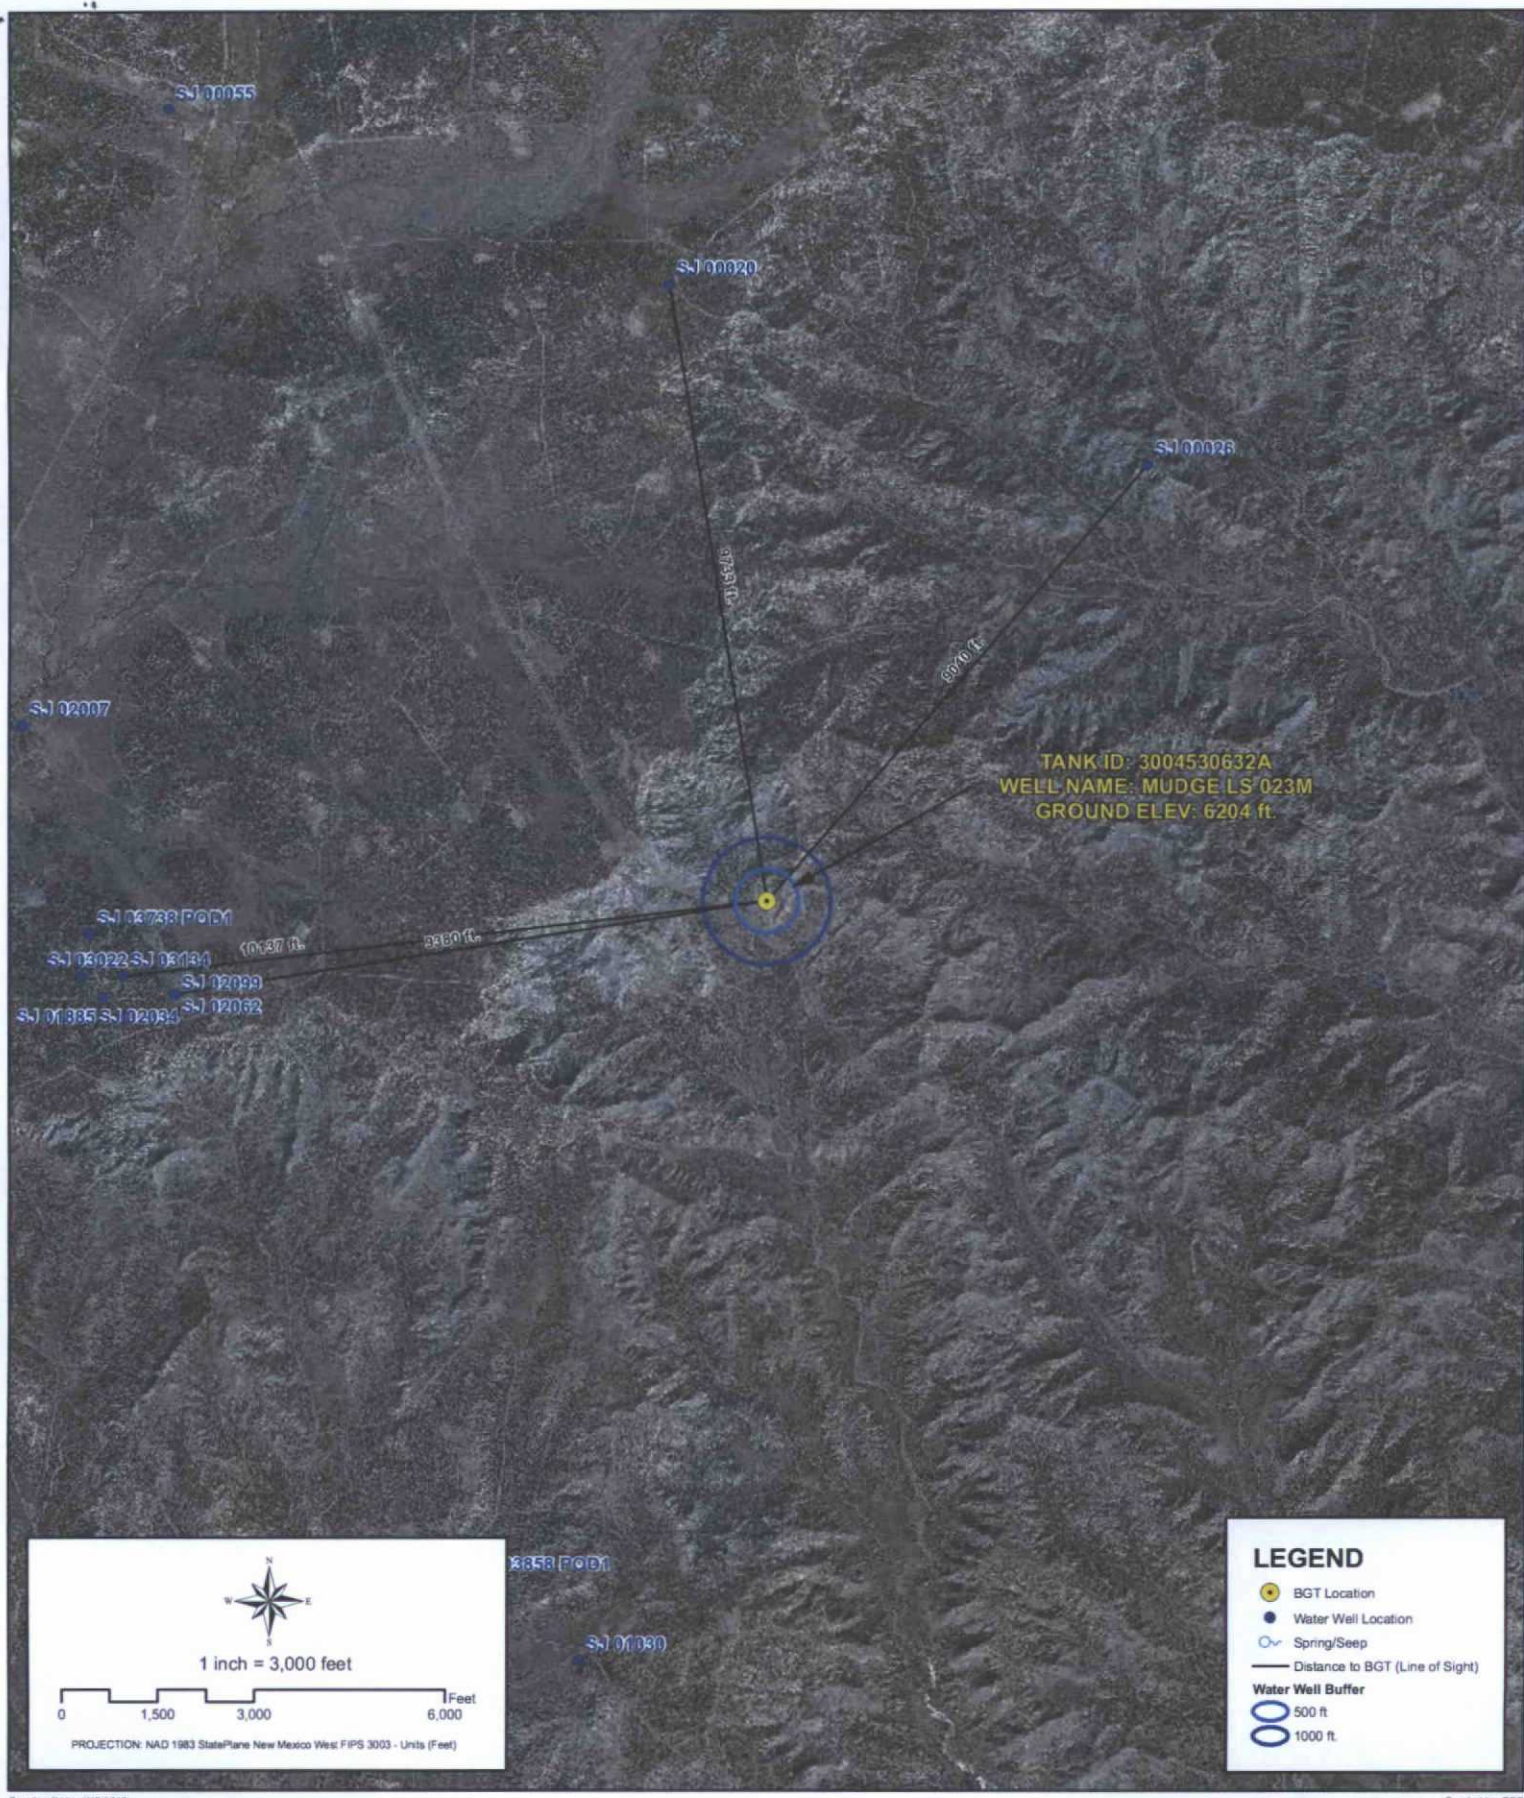 SJ 00055
SJ 00020
SJ 00026
9743 ft.
9040 ft.
SJ 02007
TANK ID: 3004530632A
WELL NAME: MUDGE LS 023M
GROUND ELEV: 6204 ft.
SJ 03738 POD1
10137 ft.
9380 ft.
SJ 03022 SJ 03134
SJ 02099
SJ 02062
SJ 01885 SJ 02034
3858 POD1
SJ 01030
N
W E
S
1 inch = 3,000 feet
Feet
0 1,500 3,000 6,000
PROJECTION: NAD 1983 StatePlane New Mexico West FIPS 3003 - Units (Feet)
LEGEND
BGT Location
Water Well Location
Spring/Seep
Distance to BGT (Line of Sight)
Water Well Buffer
500 ft
1000 ft.